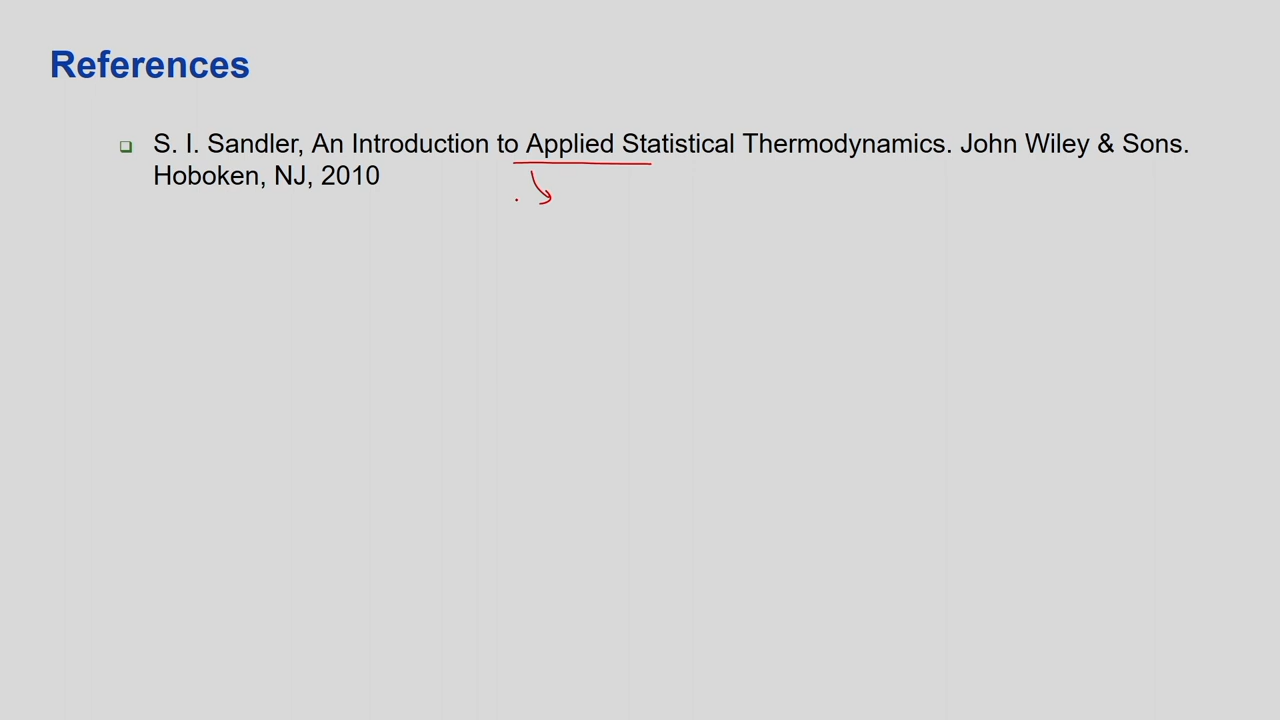 References
S. I. Sandler, An Introduction to Applied Statistical Thermodynamics. John Wiley & Sons.
Hoboken, NJ, 2010